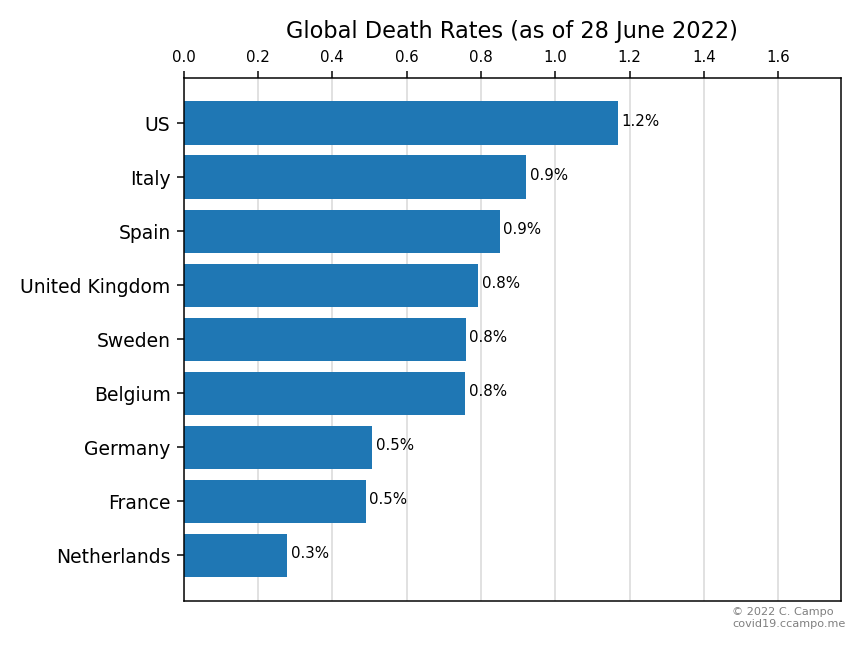 Global Death Rates (as of 28 June 2022)
0.0 0.2 0.4 0.6 0.8 1.0 1.2 1.4 1.6
US 1.2%
Italy 0.9%
Spain 0.9%
United Kingdom 0.8%
Sweden 0.8%
Belgium 0.8%
Germany 0.5%
France 0.5%
Netherlands 0.3%
© 2022 C. Campo
covid19.ccampo.me